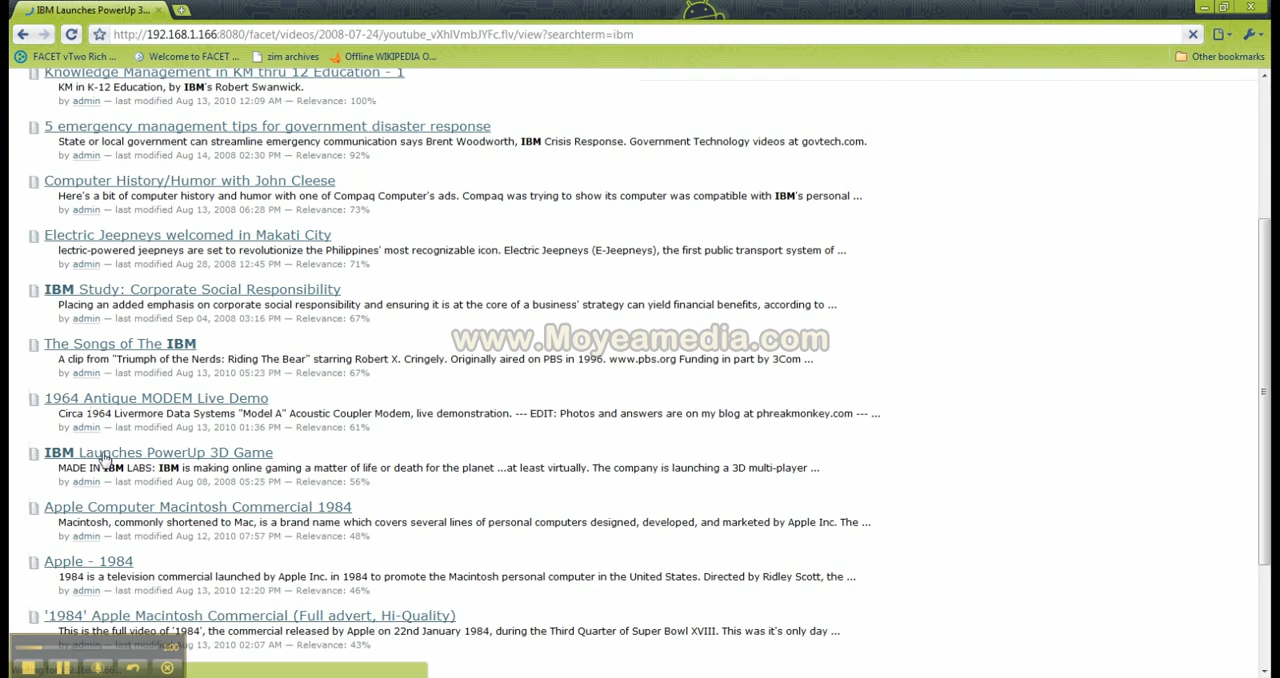 IBM Launches PowerUp 3...
http://192.168.1.166:8080/facet/videos/2008-07-24/youtube_vXhlVmbJYFc.flv/view?searchterm=ibm
FACET vTwo Rich ... Welcome to FACET ... zim archives Offline WIKIPEDIA O... Other bookmarks
Knowledge Management in KM thru 12 Education - 1
KM in K-12 Education, by IBM's Robert Swanwick.
by admin — last modified Aug 13, 2010 12:09 AM — Relevance: 100%
5 emergency management tips for government disaster response
State or local government can streamline emergency communication says Brent Woodworth, IBM Crisis Response. Government Technology videos at govtech.com.
by admin — last modified Aug 14, 2008 02:30 PM — Relevance: 92%
Computer History/Humor with John Cleese
Here's a bit of computer history and humor with one of Compaq Computer's ads. Compaq was trying to show its computer was compatible with IBM's personal ...
by admin — last modified Aug 13, 2008 06:28 PM — Relevance: 73%
Electric Jeepneys welcomed in Makati City
lectric-powered jeepneys are set to revolutionize the Philippines' most recognizable icon. Electric Jeepneys (E-Jeepneys), the first public transport system of ...
by admin — last modified Aug 28, 2008 12:45 PM — Relevance: 71%
IBM Study: Corporate Social Responsibility
Placing an added emphasis on corporate social responsibility and ensuring it is at the core of a business' strategy can yield financial benefits, according to ...
by admin — last modified Sep 04, 2008 03:16 PM — Relevance: 67%
www.Moyeamedia.com
The Songs of The IBM
A clip from "Triumph of the Nerds: Riding The Bear" starring Robert X. Cringely. Originally aired on PBS in 1996. www.pbs.org Funding in part by 3Com ...
by admin — last modified Aug 13, 2010 05:23 PM — Relevance: 67%
1964 Antique MODEM Live Demo
Circa 1964 Livermore Data Systems "Model A" Acoustic Coupler Modem, live demonstration. --- EDIT: Photos and answers are on my blog at phreakmonkey.com --- ...
by admin — last modified Aug 13, 2010 01:36 PM — Relevance: 61%
IBM Launches PowerUp 3D Game
MADE IN IBM LABS: IBM is making online gaming a matter of life or death for the planet ...at least virtually. The company is launching a 3D multi-player ...
by admin — last modified Aug 08, 2008 05:25 PM — Relevance: 56%
Apple Computer Macintosh Commercial 1984
Macintosh, commonly shortened to Mac, is a brand name which covers several lines of personal computers designed, developed, and marketed by Apple Inc. The ...
by admin — last modified Aug 12, 2010 07:57 PM — Relevance: 48%
Apple - 1984
1984 is a television commercial launched by Apple Inc. in 1984 to promote the Macintosh personal computer in the United States. Directed by Ridley Scott, the ...
by admin — last modified Aug 13, 2010 12:20 PM — Relevance: 46%
'1984' Apple Macintosh Commercial (Full advert, Hi-Quality)
This is the full video of '1984', the commercial released by Apple on 22nd January 1984, during the Third Quarter of Super Bowl XVIII. This was it's only day ...
by admin — last modified Aug 13, 2010 02:07 AM — Relevance: 43%
1:00